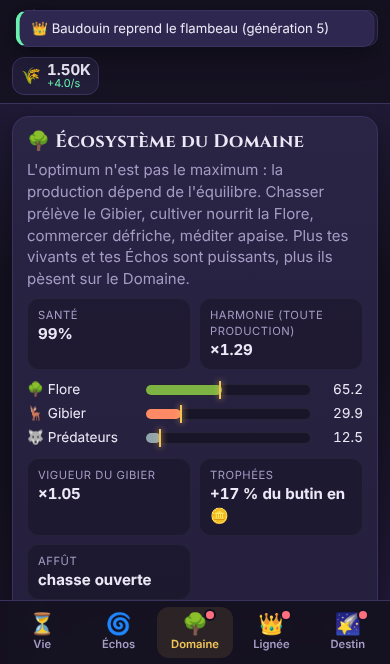 👑 Baudouin reprend le flambeau (génération 5)
🌾 1.50K
+4.0/s
🌳 Écosystème du Domaine
L'optimum n'est pas le maximum : la
production dépend de l'équilibre. Chasser
prélève le Gibier, cultiver nourrit la Flore,
commercer défriche, méditer apaise. Plus tes
vivants et tes Échos sont puissants, plus ils
pèsent sur le Domaine.
SANTÉ
99%
HARMONIE (TOUTE
PRODUCTION)
×1.29
🌳 Flore 65.2
🦌 Gibier 29.9
🐺 Prédateurs 12.5
VIGUEUR DU GIBIER
×1.05
TROPHÉES
+17 % du butin en
🪙
AFFÛT
chasse ouverte
Vie
Échos
Domaine
Lignée
Destin